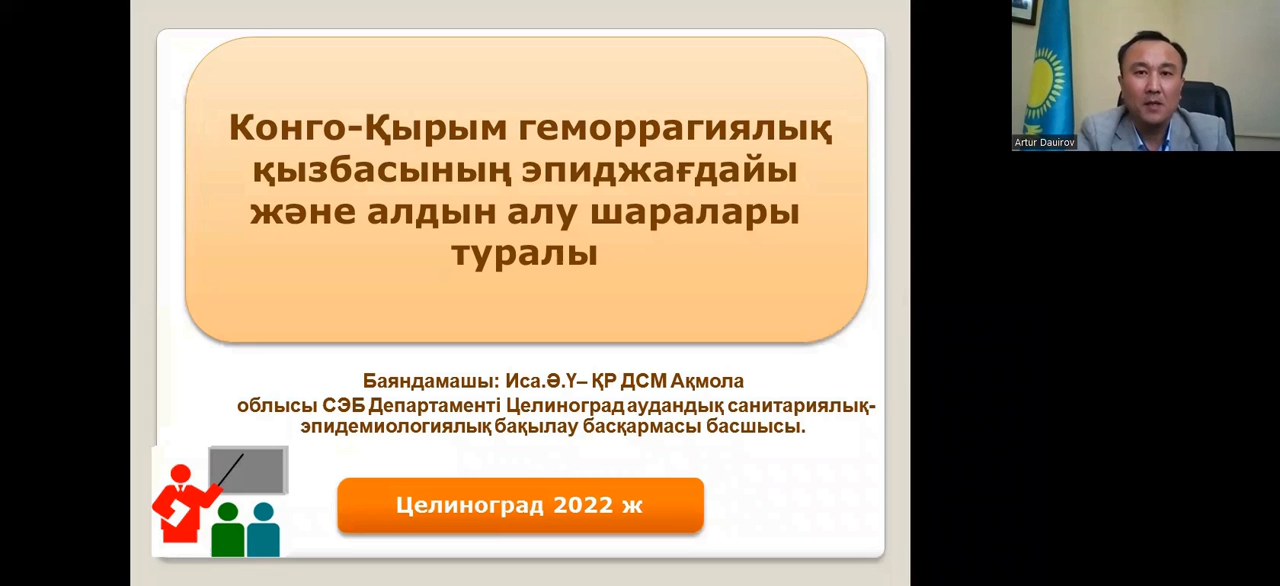 Конго-Қырым геморрагиялық
қызбасының эпиджағдайы
және алдын алу шаралары
туралы
Баяндамашы: Иса.Ә.Ү– ҚР ДСМ Ақмола
облысы СЭБ Департаменті Целиноград аудандық санитариялық-
эпидемиологиялық бақылау басқармасы басшысы.
Целиноград 2022 ж
Artur Dauirov